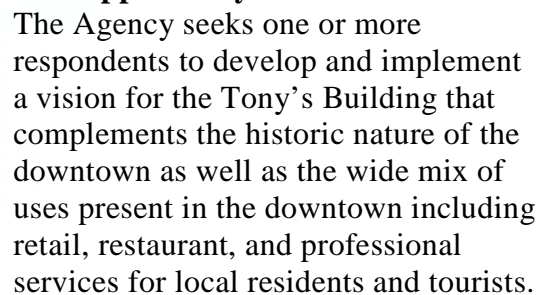 The Agency seeks one or more
respondents to develop and implement
a vision for the Tony’s Building that
complements the historic nature of the
downtown as well as the wide mix of
uses present in the downtown including
retail, restaurant, and professional
services for local residents and tourists.